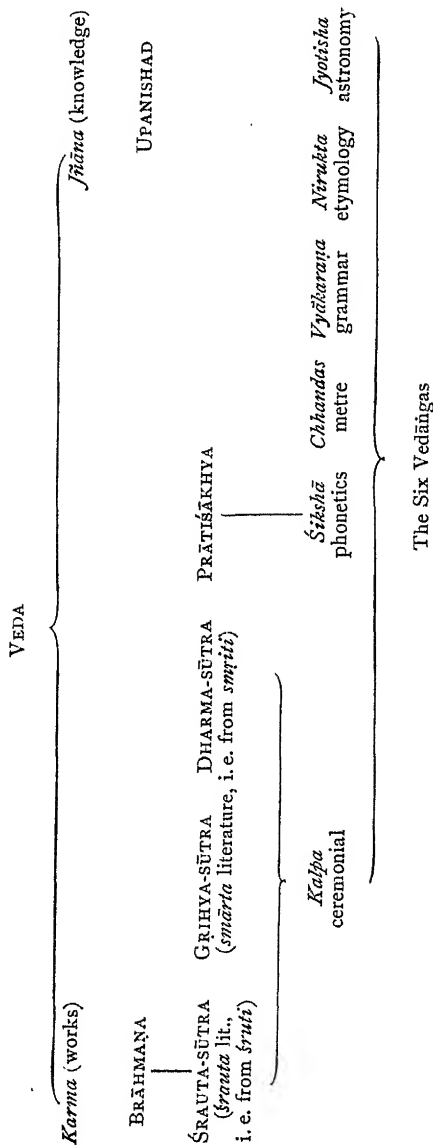 VEDA
Karma (works)
Jñāna (knowledge)
BRĀHMAṆA
UPANISHAD
ŚRAUTA-SŪTRA
(śrauta lit.,
i. e. from śruti)
GṚIHYA-SŪTRA DHARMA-SŪTRA
(smārta literature, i. e. from smṛiti)
PRĀTIŚĀKHYA
Kalpa
ceremonial
Śikshā
phonetics
Chhandas
metre
Vyākaraṇa
grammar
Nirukta
etymology
Jyotisha
astronomy
The Six Vedāṅgas